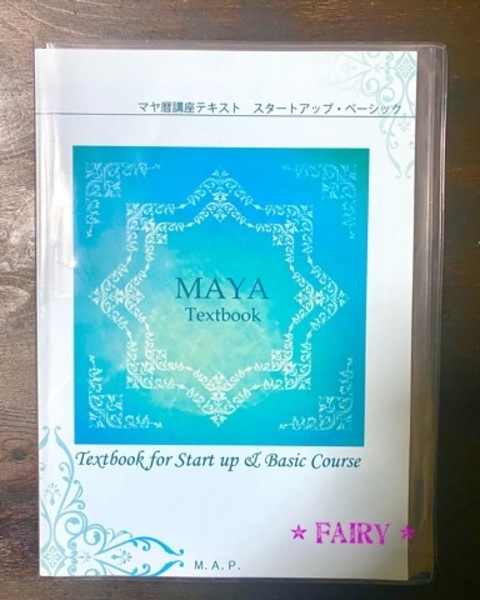 マヤ暦講座テキスト　スタートアップ・ベーシック
MAYA
Textbook
Textbook for Start up & Basic Course
* FAIRY *
M.A.P.